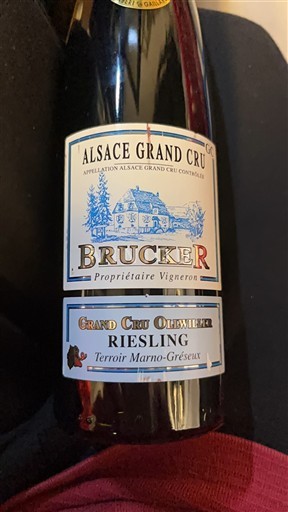 ALSACE GRAND CRU
APPELLATION ALSACE GRAND CRU CONTRÔLÉE
BRUCKER
Propriétaire Vigneron
GRAND CRU OLLWILLER
RIESLING
Terroir Marno-Gréseux